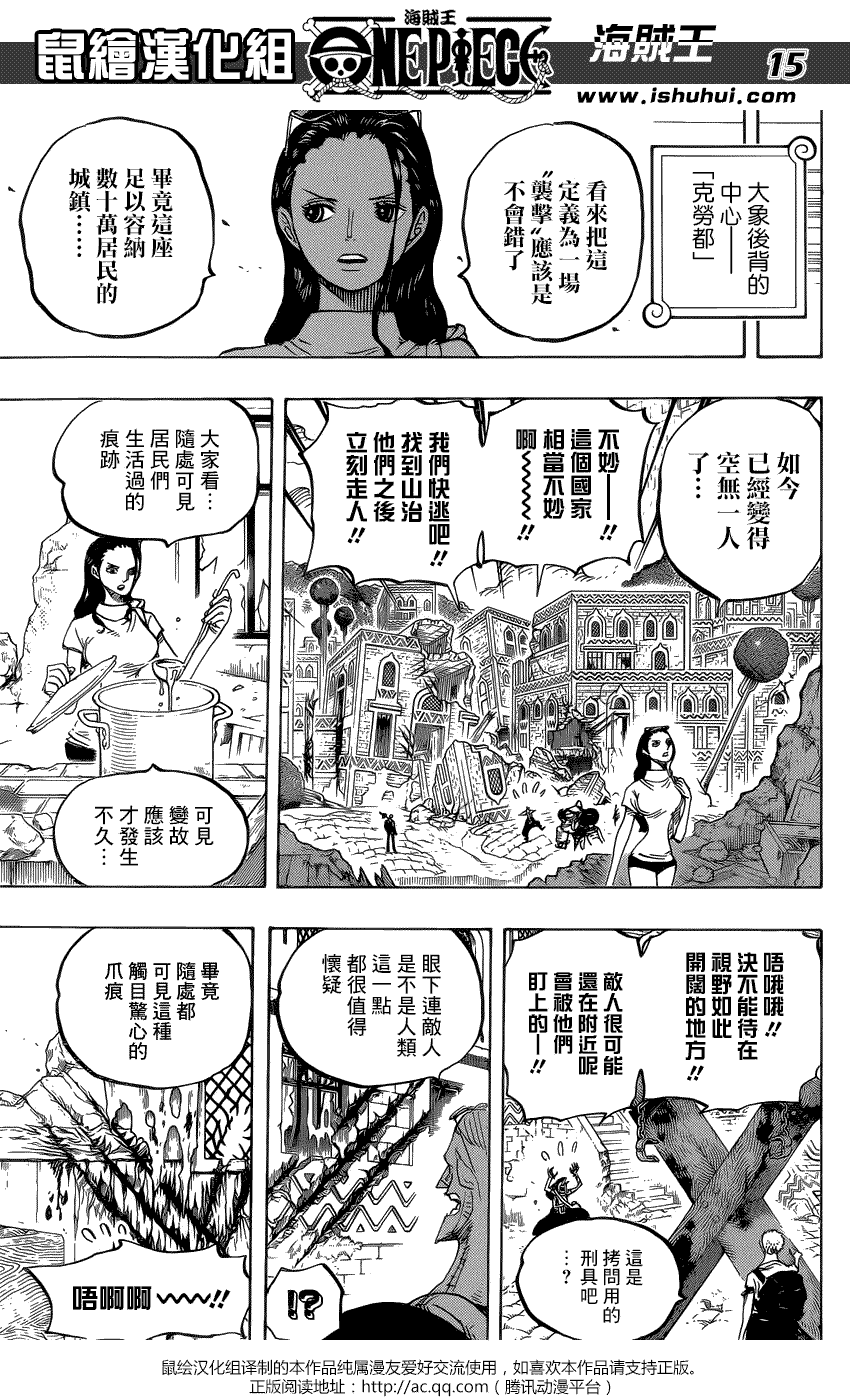 鼠繪漢化組
海賊王
ONE PIECE
海賊王
15
www.ishuhui.com
大象後背的
中心——
「克勞都」
看來把這
定義為一場
〝襲擊〞應該是
不會錯了
畢竟這座
足以容納
數十萬居民的
城鎮……
如今
已經變得
空無一人
了…
不妙——
這個國家
相當不妙
啊~~~!!
我們快逃吧!!
找到山治
他們之後
立刻走人!!
大家看…
隨處可見
居民們
生活過的
痕跡
可見
變故
應該
才發生
不久…
唔哦哦!!
決不能待在
視野如此
開闊的地方!!
敵人很可能
還在附近呢
會被他們
盯上的—!!
這是
拷問用的
刑具吧
…?
眼下連敵人
是不是人類
這一點
都很值得
懷疑
!?
畢竟
隨處都
可見這種
觸目驚心的
爪痕
唔啊啊~~~!!
鼠绘汉化组译制的本作品纯属漫友爱好交流使用，如喜欢本作品请支持正版。
正版阅读地址：http://ac.qq.com（腾讯动漫平台）